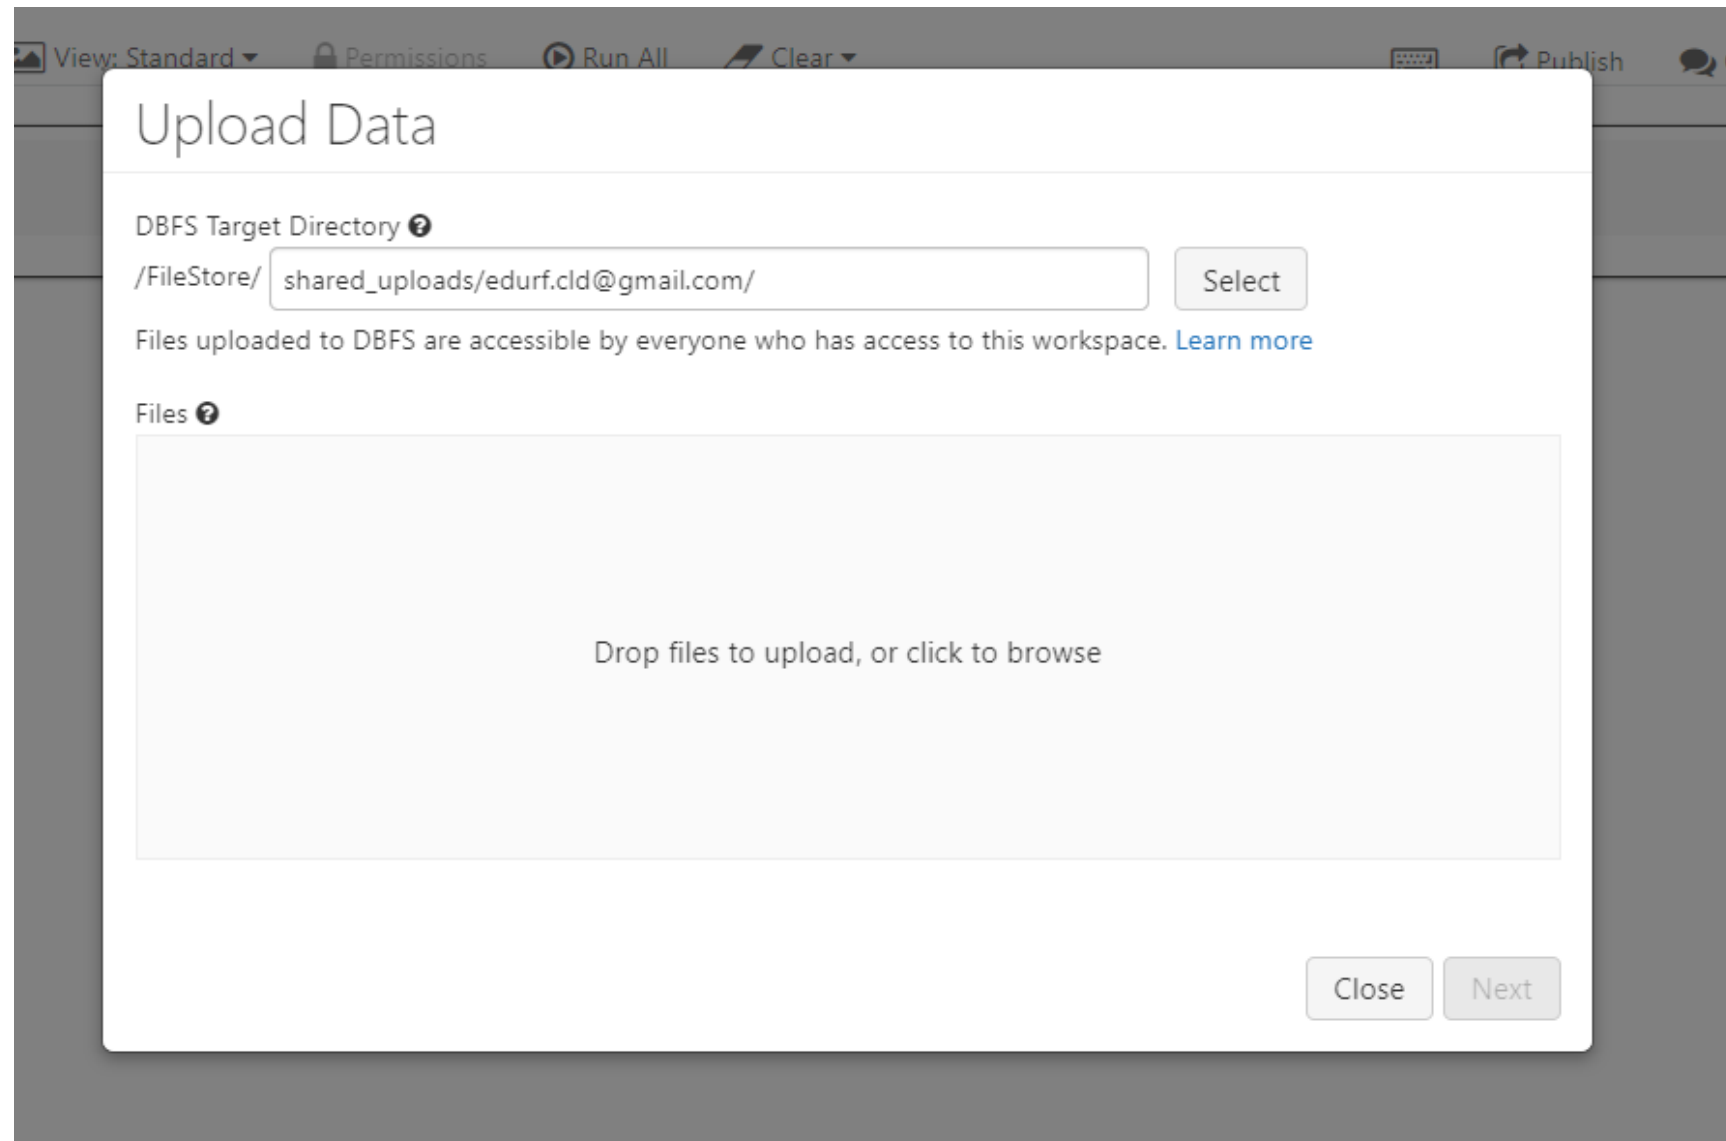 View: Standard Permissions Run All Clear Publish
Upload Data
DBFS Target Directory
/FileStore/ shared_uploads/edurf.cld@gmail.com/ Select
Files uploaded to DBFS are accessible by everyone who has access to this workspace. Learn more
Files
Drop files to upload, or click to browse
Close Next